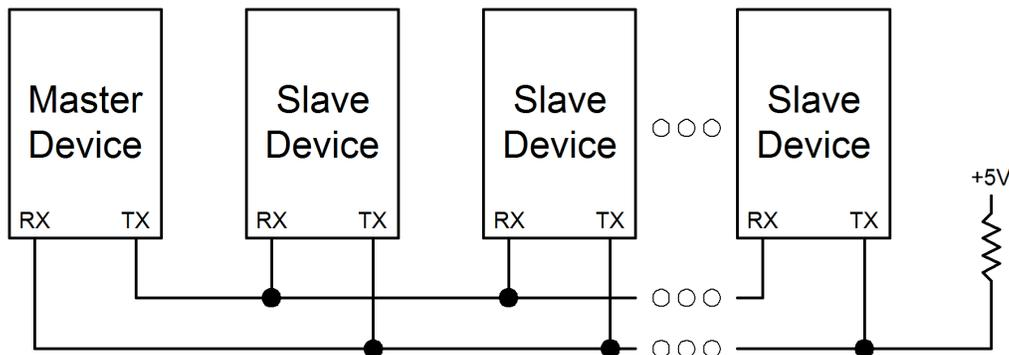 Master
Device
Slave
Device
Slave
Device
Slave
Device
RX TX
RX TX
RX TX
RX TX
+5V